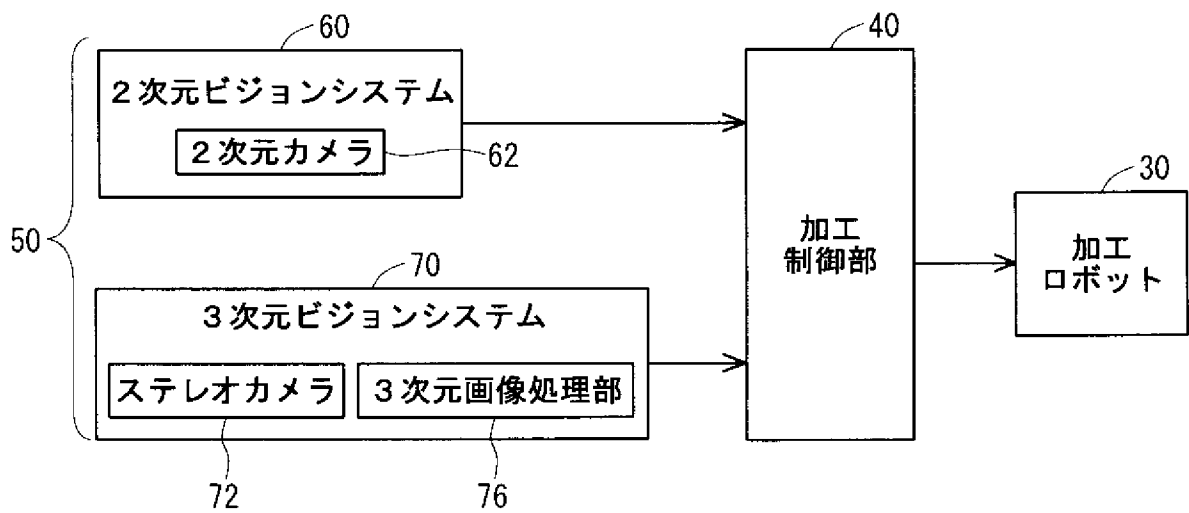 60
2次元ビジョンシステム
2次元カメラ
62
50
70
3次元ビジョンシステム
ステレオカメラ
3次元画像処理部
72
76
40
加工
制御部
30
加工
ロボット